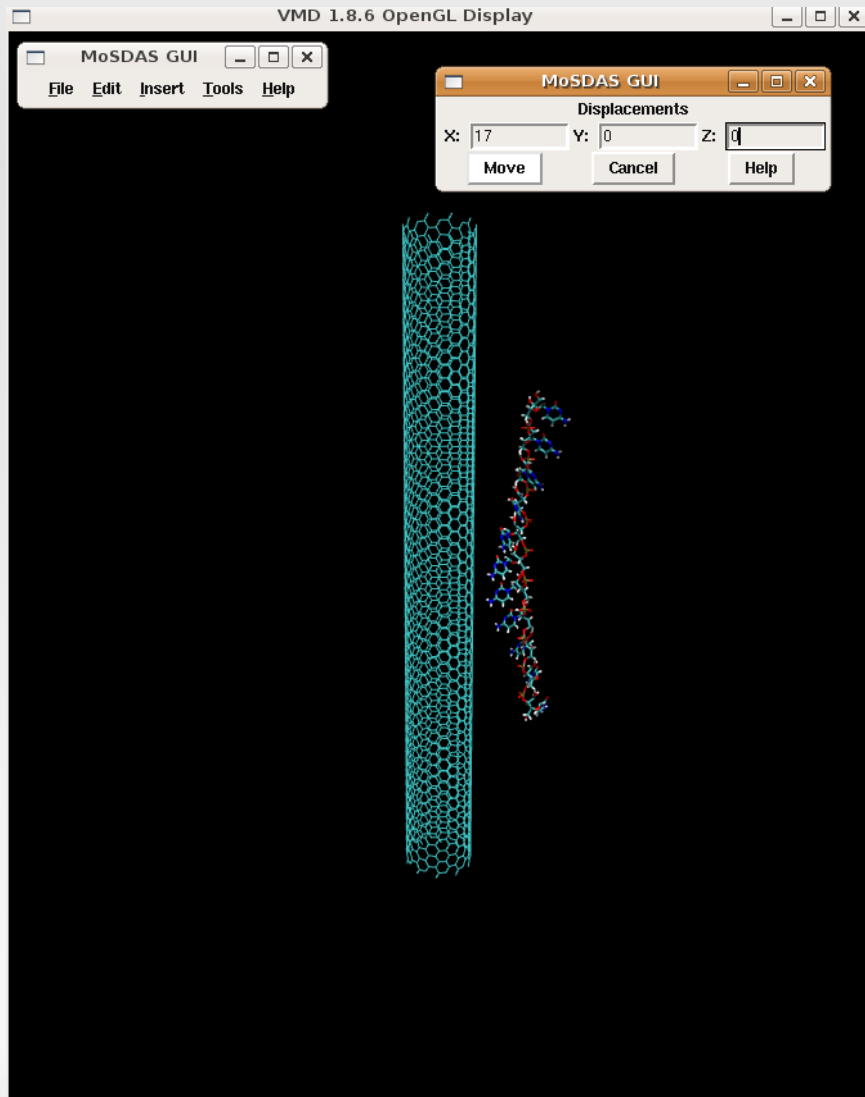 VMD 1.8.6 OpenGL Display
MoSDAS GUI
File Edit Insert Tools Help
MoSDAS GUI
Displacements
X: 17 Y: 0 Z: 0
Move Cancel Help